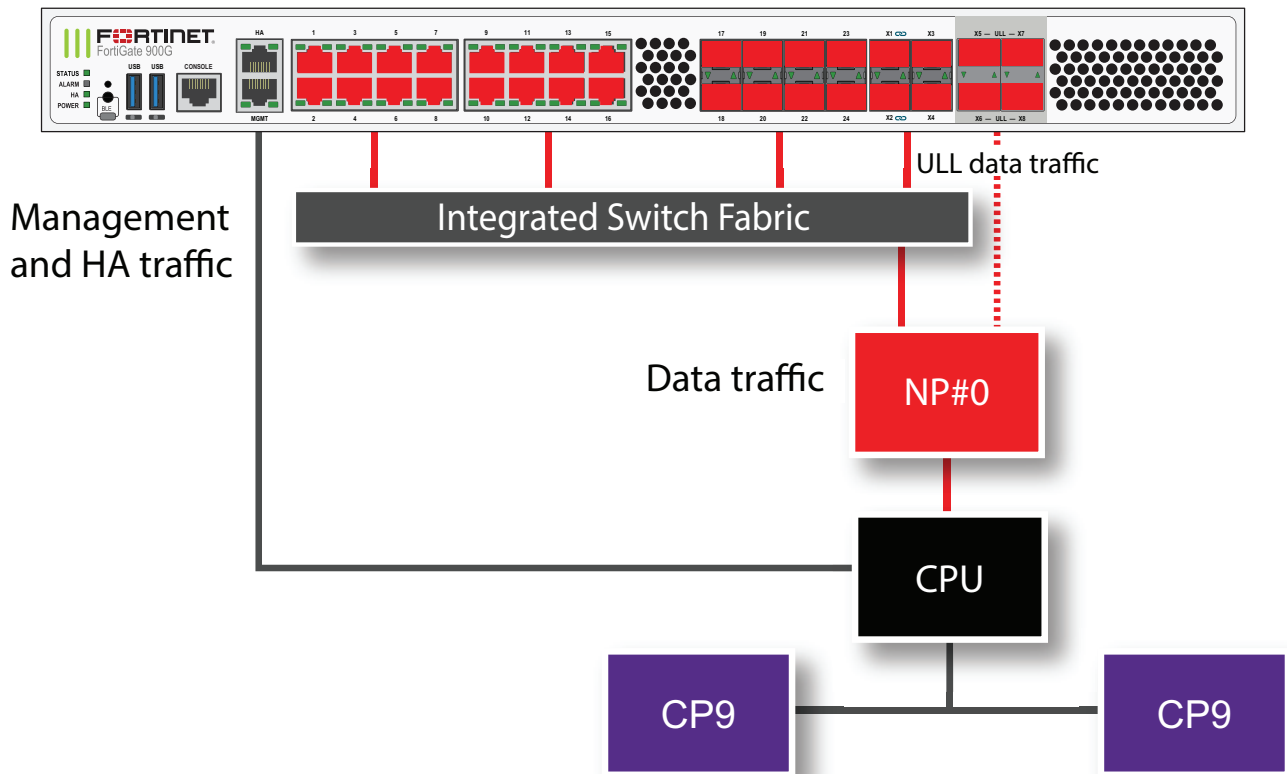 FORTINET
FortiGate 900G
STATUS
ALARM
HA
POWER
BLE
USB USB
CONSOLE
HA
MGMT
1 3 5 7
2 4 6 8
9 11 13 15
10 12 14 16
17 19 21 23
18 20 22 24
X1 X3
X2 X4
X5 — ULL — X7
X6 — ULL — X8
ULL data traffic
Management
and HA traffic
Integrated Switch Fabric
Data traffic
NP#0
CPU
CP9
CP9